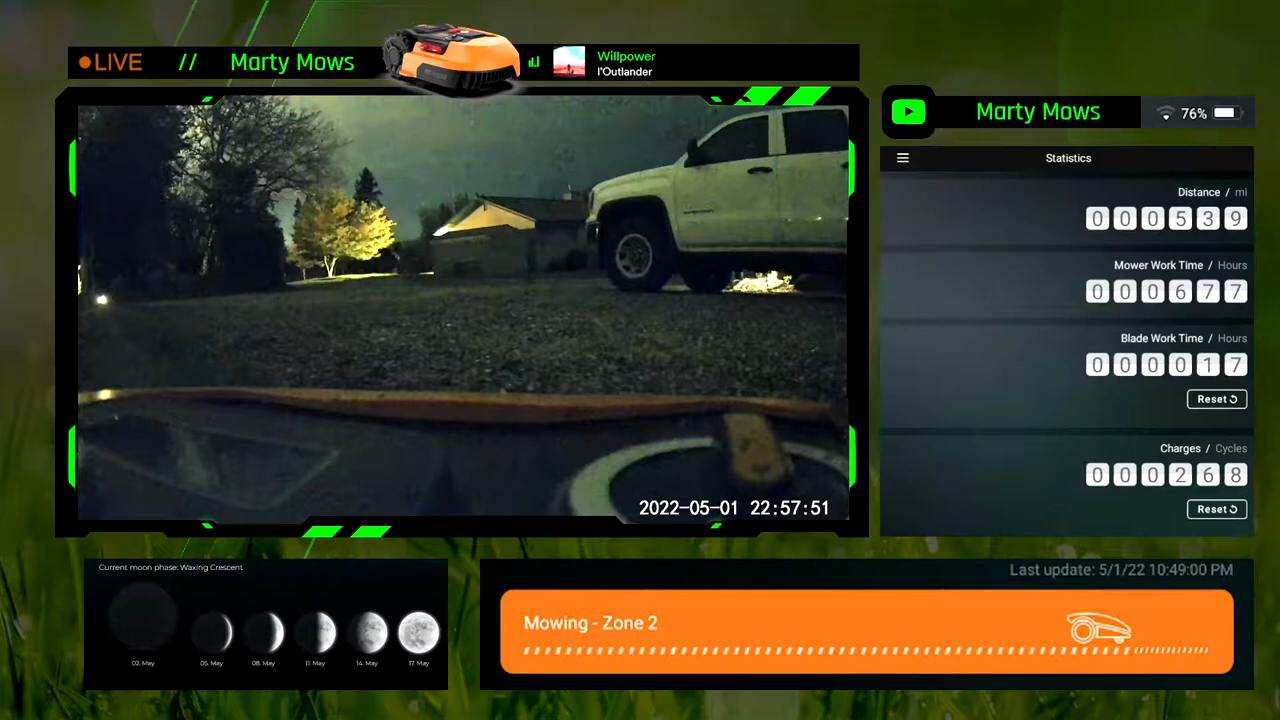 LIVE // Marty Mows
Willpower
l'Outlander
Marty Mows
76%
Statistics
Distance / mi
000539
Mower Work Time / Hours
000677
Blade Work Time / Hours
000017
Reset
Charges / Cycles
000268
Reset
2022-05-01 22:57:51
Current moon phase: Waxing Crescent
02. May
05. May
08. May
11. May
14. May
17. May
Last update: 5/1/22 10:49:00 PM
Mowing - Zone 2